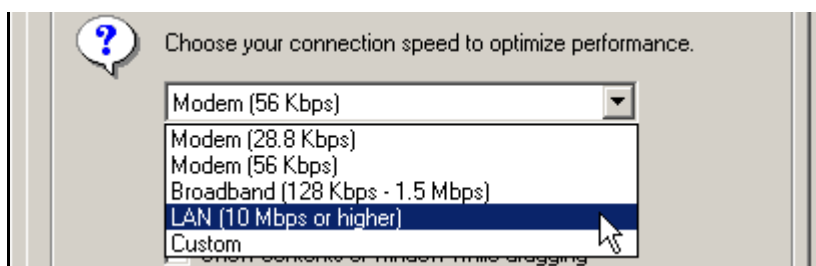 Choose your connection speed to optimize performance.
Modem (56 Kbps)
Modem (28.8 Kbps)
Modem (56 Kbps)
Broadband (128 Kbps - 1.5 Mbps)
LAN (10 Mbps or higher)
Custom